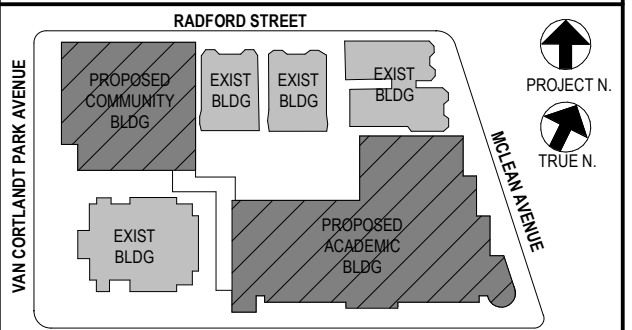 RADFORD STREET
PROPOSED
COMMUNITY
BLDG
EXIST
BLDG
EXIST
BLDG
EXIST
BLDG
PROJECT N.
TRUE N.
VAN CORTLANDT PARK AVENUE
MCLEAN AVENUE
EXIST
BLDG
PROPOSED
ACADEMIC
BLDG